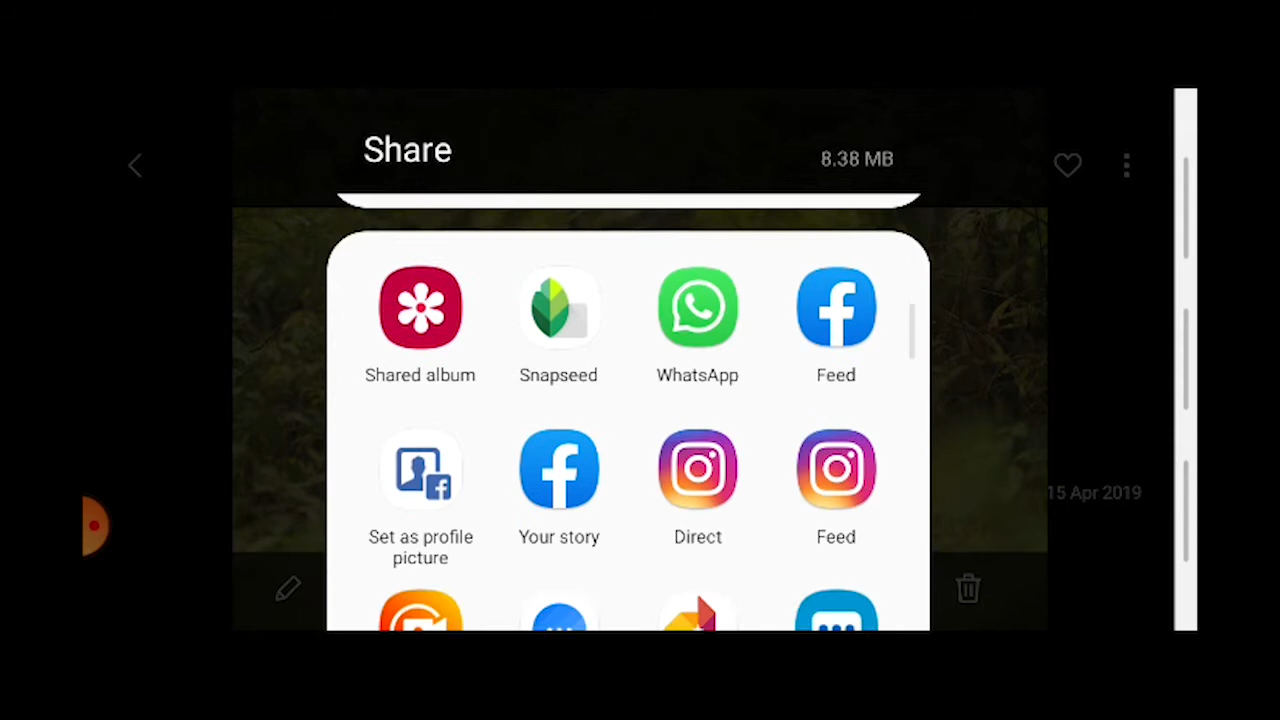 Share
8.38 MB
Shared album
Snapseed
WhatsApp
Feed
Set as profile
picture
Your story
Direct
Feed
15 Apr 2019